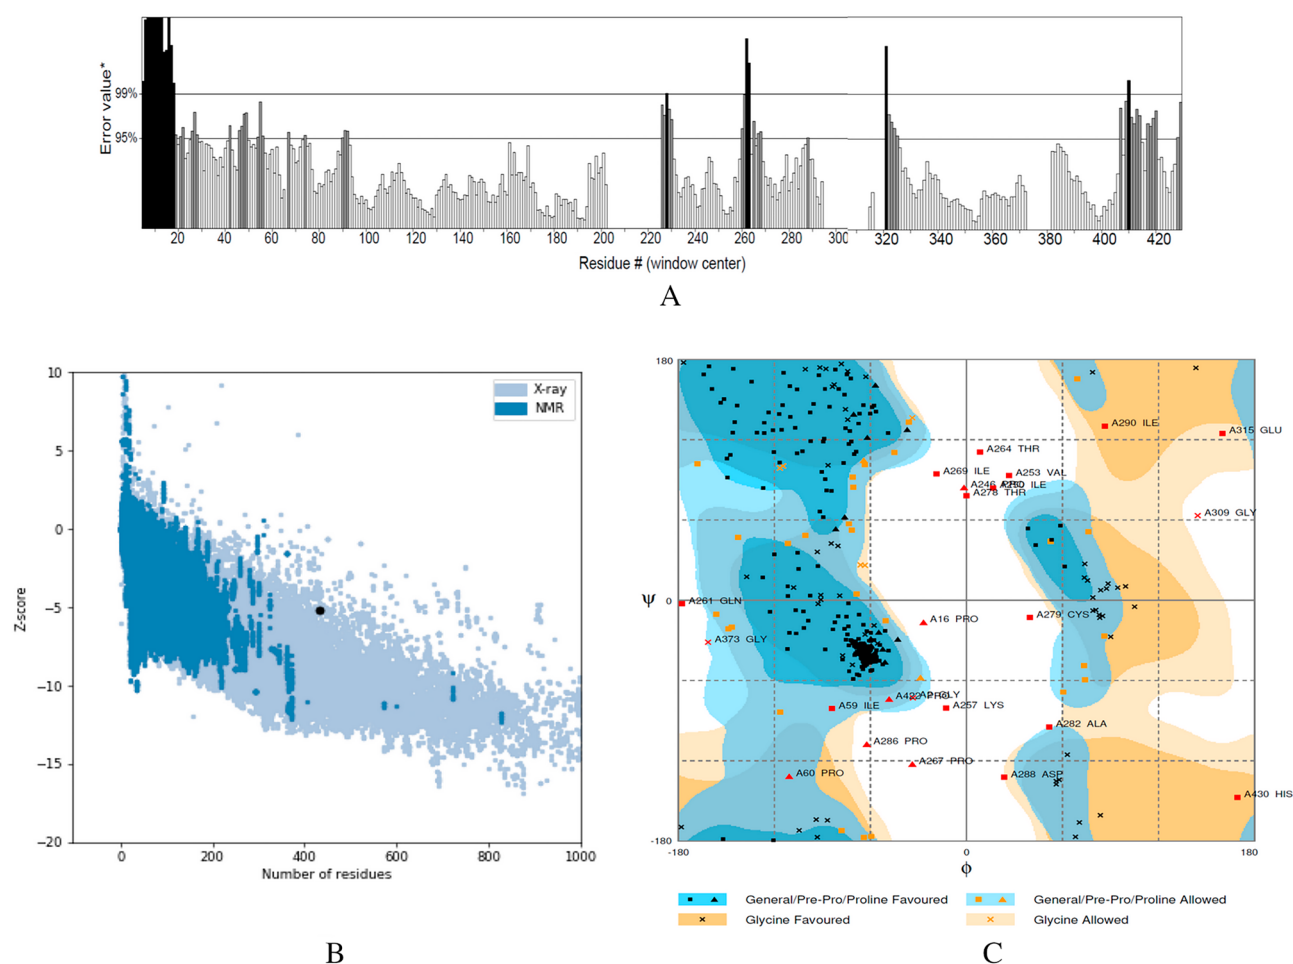 Error value*
99%
95%
20 40 60 80 100 120 140 160 180 200 220 240 260 280 300 320 340 360 380 400 420
Residue # (window center)
A
10
5
0
−5
−10
−15
−20
Z-score
X-ray
NMR
0 200 400 600 800 1000
Number of residues
B
180
ψ
-180
A290 ILE
A315 GLU
A264 THR
A269 ILE
A253 VAL
A246 PRO
ILE
A278 THR
A309 GLY
A261 GLN
A279 CYS
A16 PRO
A373 GLY
GLY
A59 ILE
A257 LYS
A282 ALA
A286 PRO
A267 PRO
A60 PRO
A288 ASP
A430 HIS
-180 0 180
ϕ
General/Pre-Pro/Proline Favoured
General/Pre-Pro/Proline Allowed
Glycine Favoured
Glycine Allowed
C